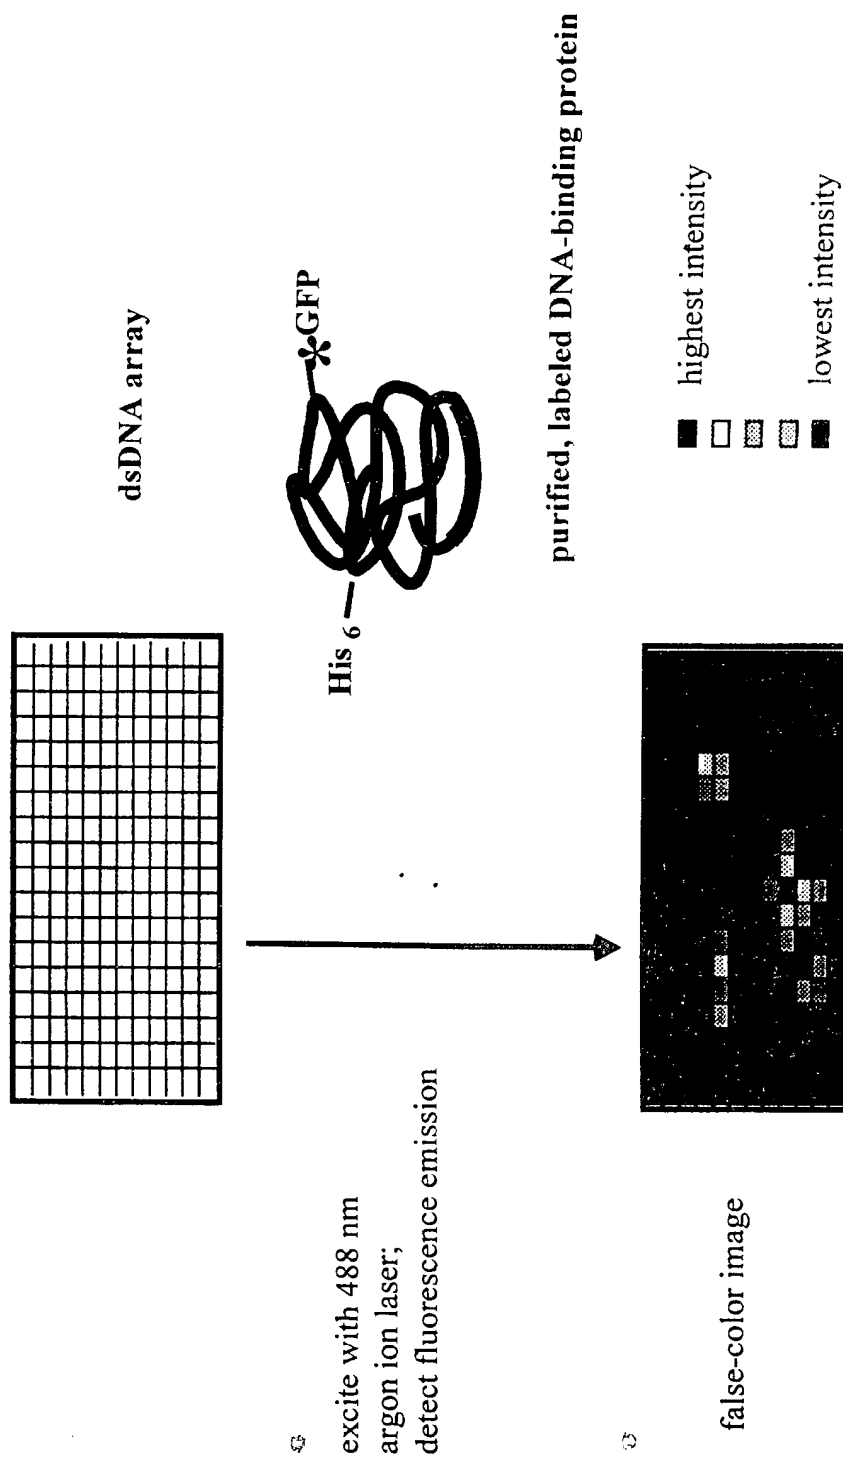 dsDNA array
His 6
GFP
purified, labeled DNA-binding protein
excite with 488 nm
argon ion laser;
detect fluorescence emission
false-color image
highest intensity
lowest intensity